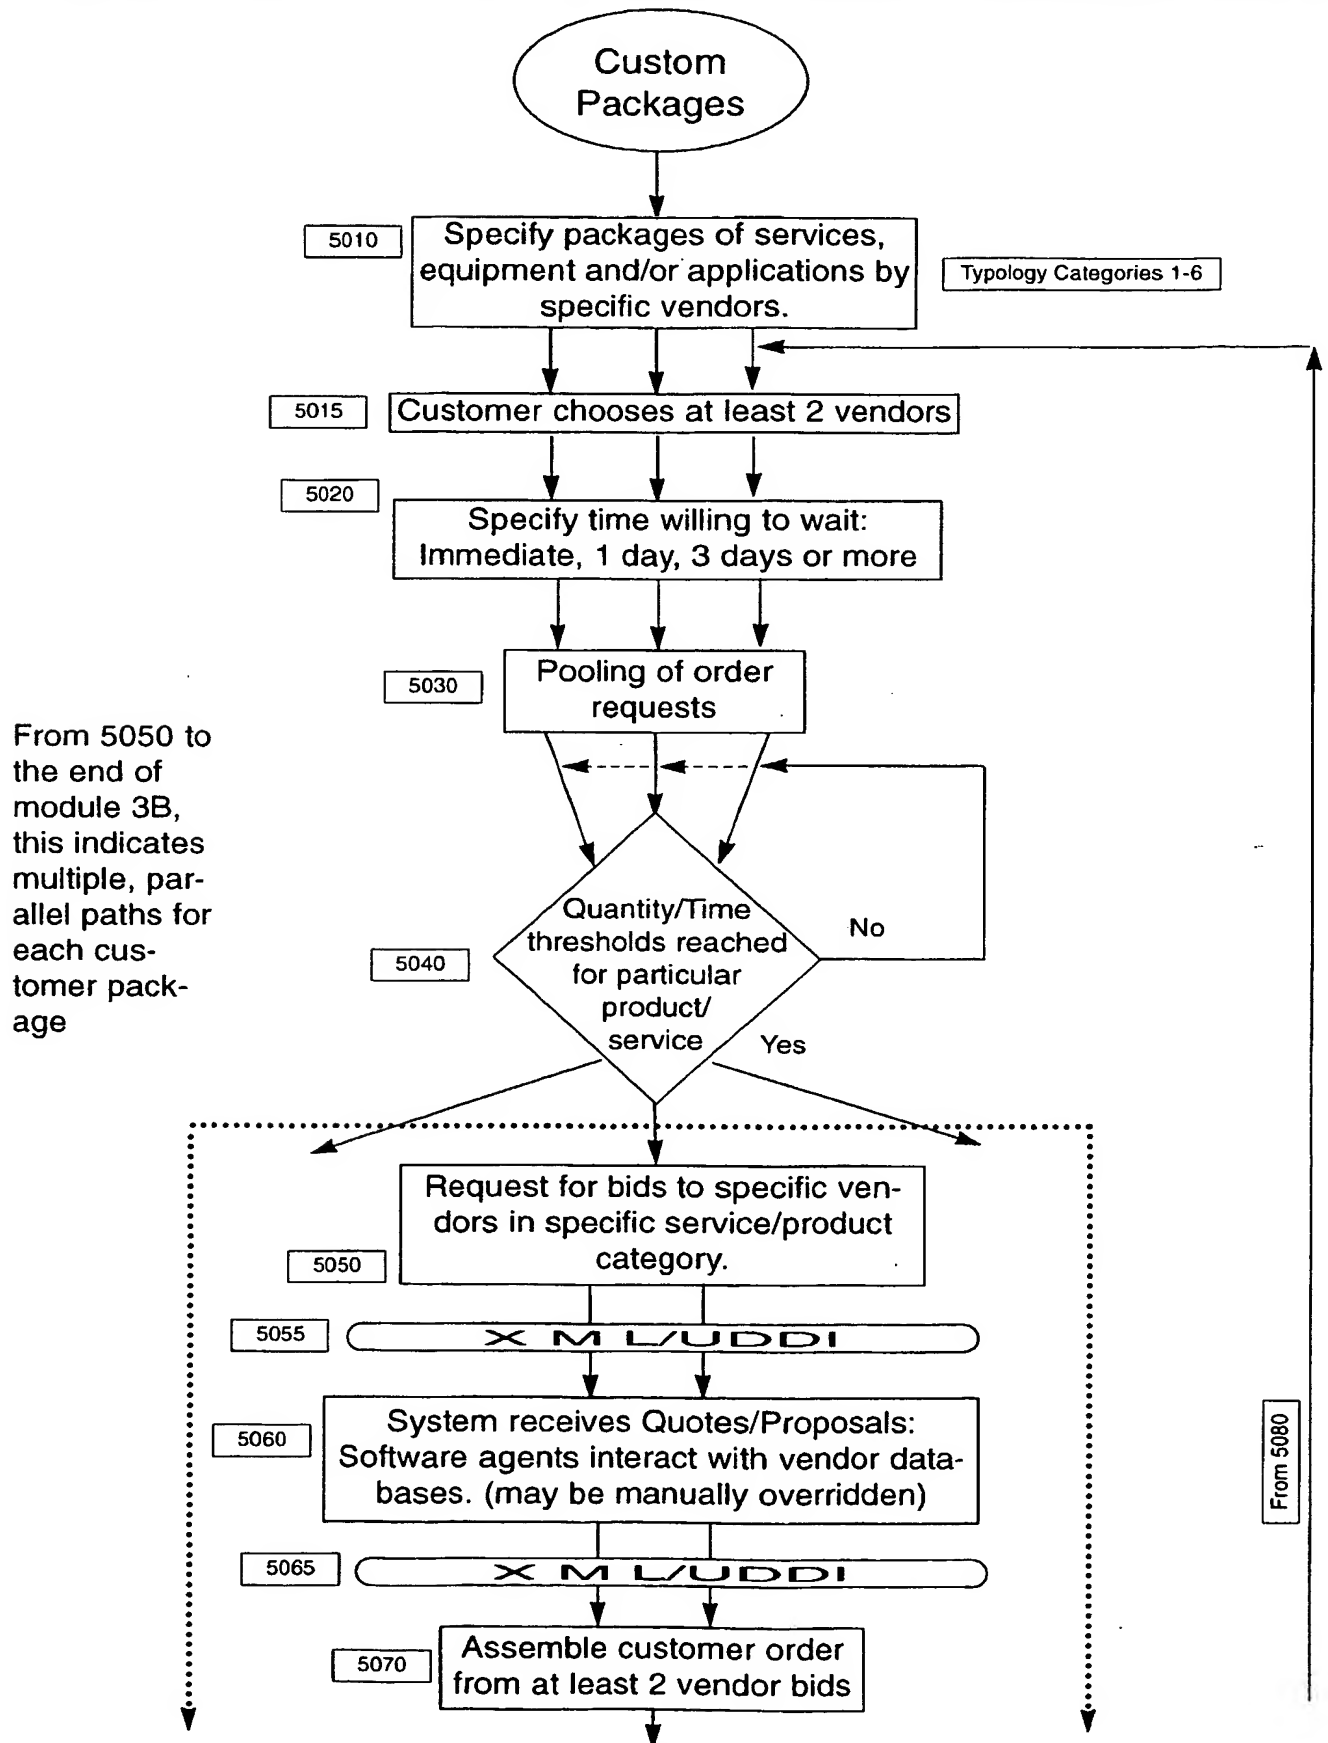 Custom
Packages
5010
Specify packages of services,
equipment and/or applications by
specific vendors.
Typology Categories 1-6
5015
Customer chooses at least 2 vendors
5020
Specify time willing to wait:
Immediate, 1 day, 3 days or more
5030
Pooling of order
requests
From 5050 to
the end of
module 3B,
this indicates
multiple, par-
allel paths for
each cus-
tomer pack-
age
5040
Quantity/Time
thresholds reached
for particular
product/
service
No
Yes
Request for bids to specific ven-
dors in specific service/product
category.
5050
5055
X M L/UDDI
5060
System receives Quotes/Proposals:
Software agents interact with vendor data-
bases. (may be manually overridden)
From 5080
5065
X M L/UDDI
5070
Assemble customer order
from at least 2 vendor bids